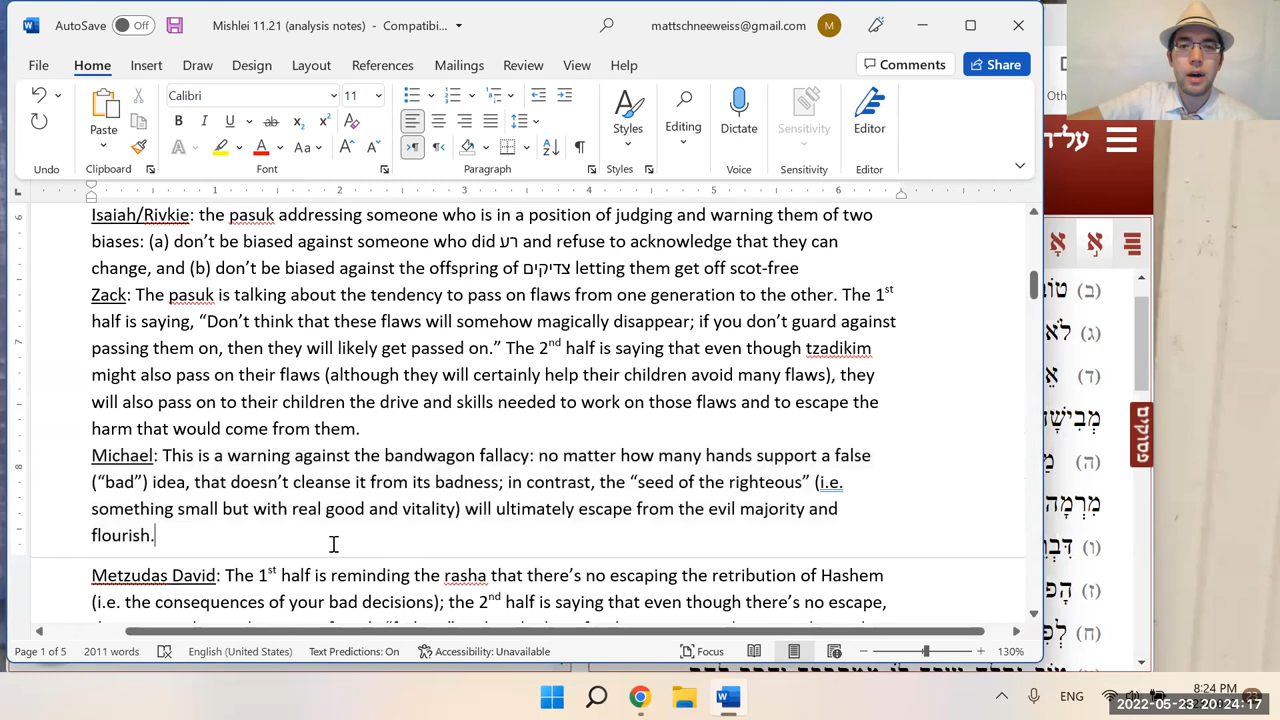 AutoSave Off Mishlei 11.21 (analysis notes) - Compatibi... mattschneeweiss@gmail.com M
File Home Insert Draw Design Layout References Mailings Review View Help Comments Share
Calibri 11
Paste Styles Editing Dictate Sensitivity Editor
Undo Clipboard Font Paragraph Styles Voice Sensitivity Editor
1 2 3 4 5 6
Isaiah/Rivkie: the pasuk addressing someone who is in a position of judging and warning them of two
biases: (a) don't be biased against someone who did רע and refuse to acknowledge that they can
change, and (b) don't be biased against the offspring of צדיקים letting them get off scot-free
Zack: The pasuk is talking about the tendency to pass on flaws from one generation to the other. The 1st
half is saying, "Don't think that these flaws will somehow magically disappear; if you don't guard against
passing them on, then they will likely get passed on." The 2nd half is saying that even though tzadikim
might also pass on their flaws (although they will certainly help their children avoid many flaws), they
will also pass on to their children the drive and skills needed to work on those flaws and to escape the
harm that would come from them.
Michael: This is a warning against the bandwagon fallacy: no matter how many hands support a false
("bad") idea, that doesn't cleanse it from its badness; in contrast, the "seed of the righteous" (i.e.
something small but with real good and vitality) will ultimately escape from the evil majority and
flourish.
Metzudas David: The 1st half is reminding the rasha that there's no escaping the retribution of Hashem
(i.e. the consequences of your bad decisions); the 2nd half is saying that even though there's no escape,
Page 1 of 5 2011 words English (United States) Text Predictions: On Accessibility: Unavailable Focus 130%
על־ה
אָ אֲ
(ב) טוֹב
(ג) לֹא
(ד)
מְבִישָׁה
(ה)
מִרְמָה
(ו) דִּבְ
(ז) הָפ
(ח) לְפִי
פסוקים
ENG 8:24 PM
2022-05-23 20:24:17